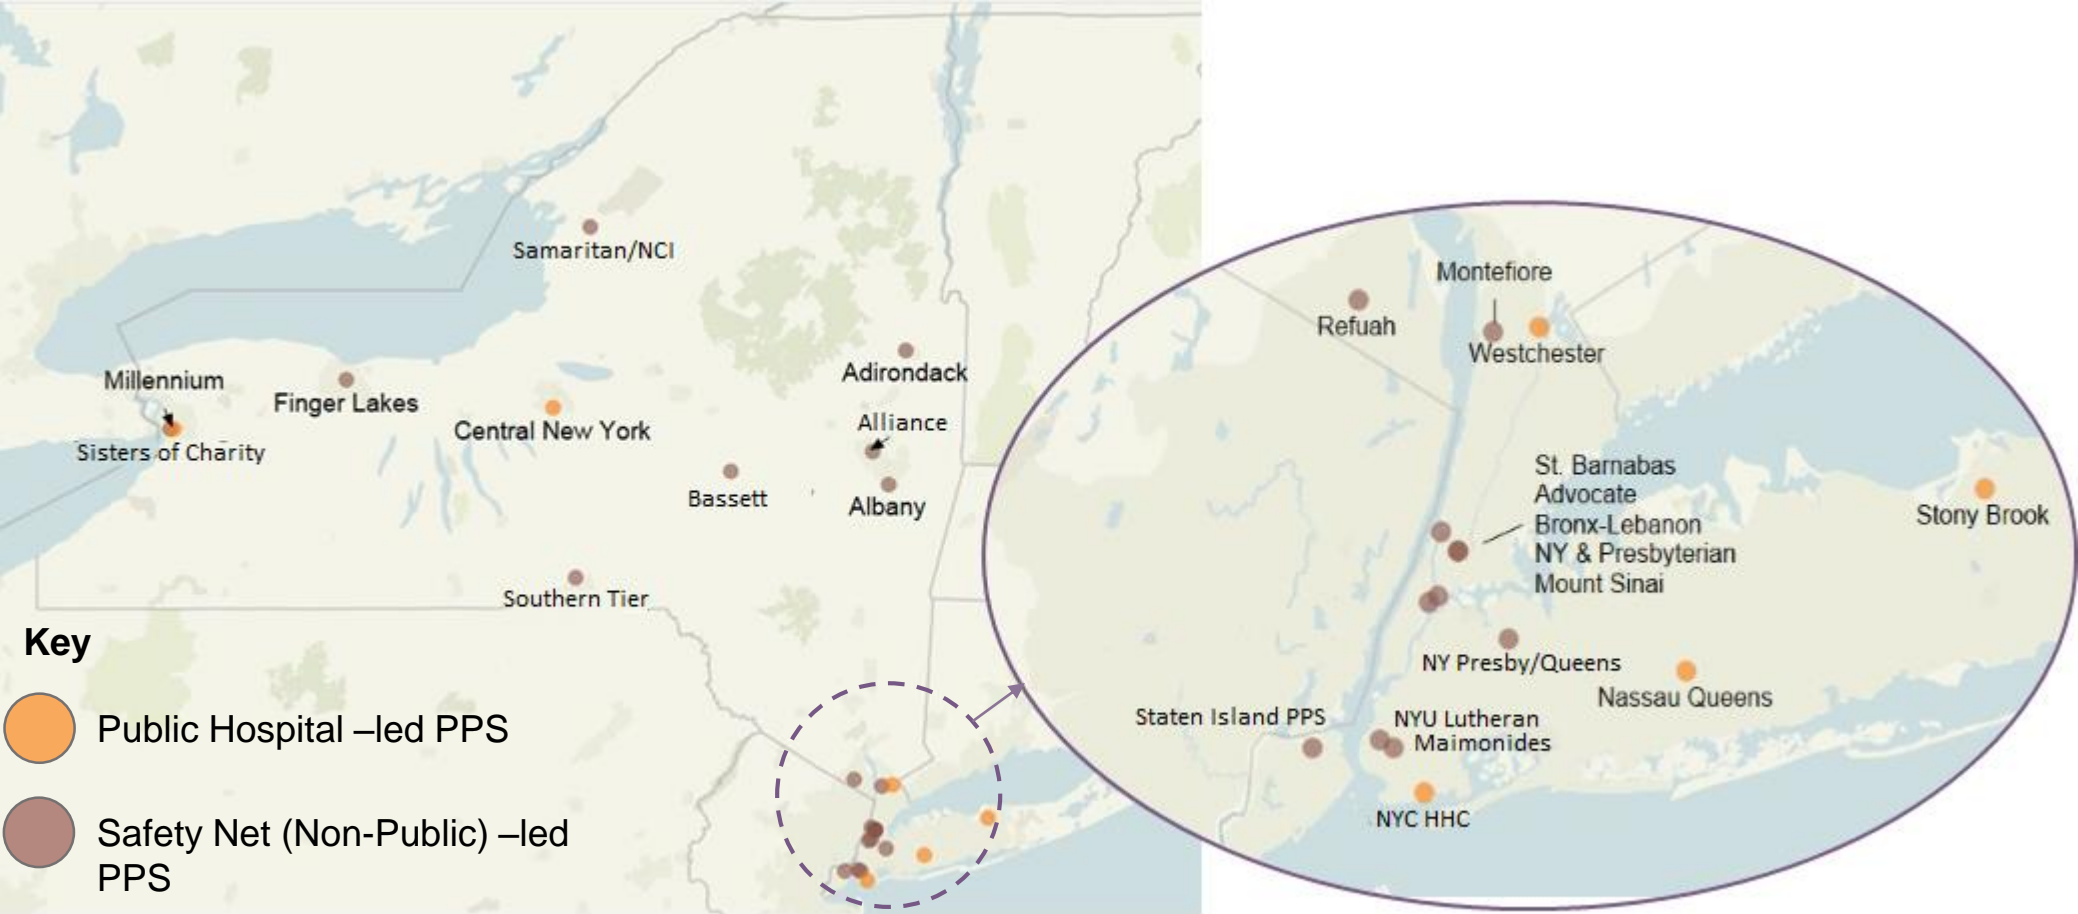 Samaritan/NCI
Adirondack
Millennium
Finger Lakes
Alliance
Central New York
Sisters of Charity
Bassett
Albany
Southern Tier
Key
Public Hospital –led PPS
Safety Net (Non-Public) –led
PPS
Montefiore
Refuah
Westchester
St. Barnabas
Advocate
Bronx-Lebanon
NY & Presbyterian
Mount Sinai
Stony Brook
NY Presby/Queens
Nassau Queens
Staten Island PPS
NYU Lutheran
Maimonides
NYC HHC